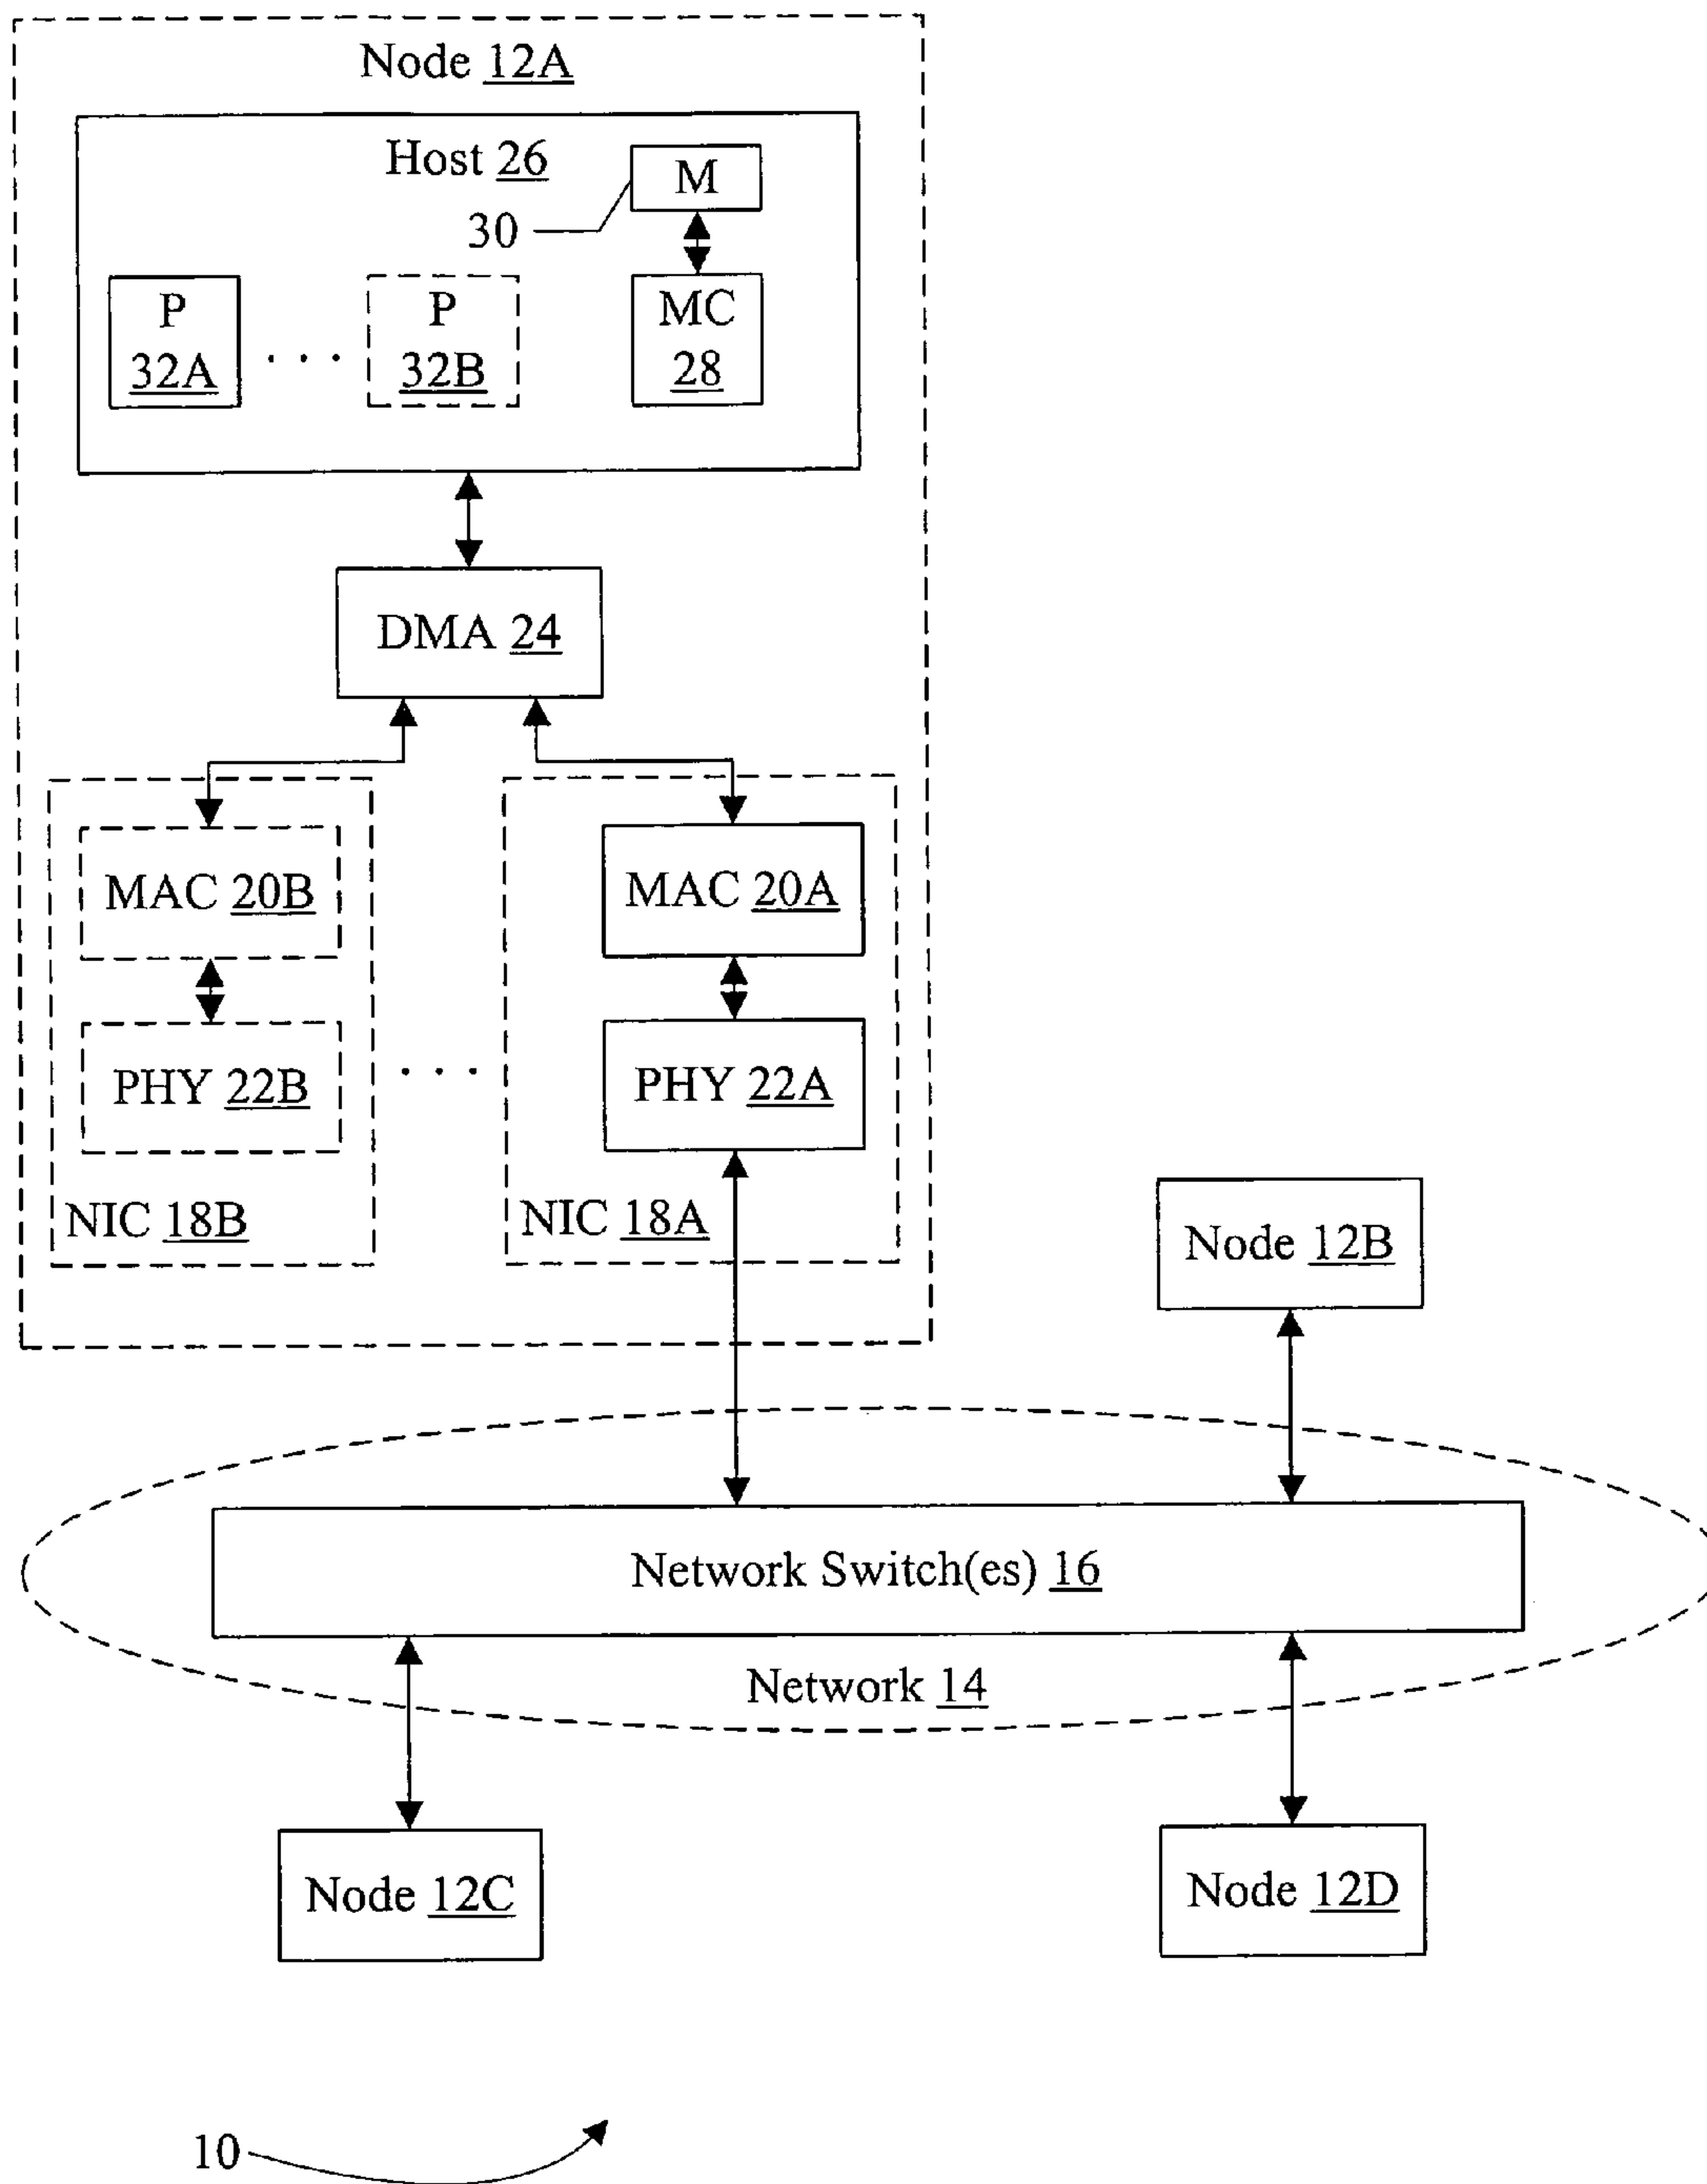 Node 12A
Host 26
M
30
P
32A
. . .
P
32B
MC
28
DMA 24
MAC 20B
MAC 20A
PHY 22B
. . .
PHY 22A
NIC 18B
NIC 18A
Node 12B
Network Switch(es) 16
Network 14
Node 12C
Node 12D
10